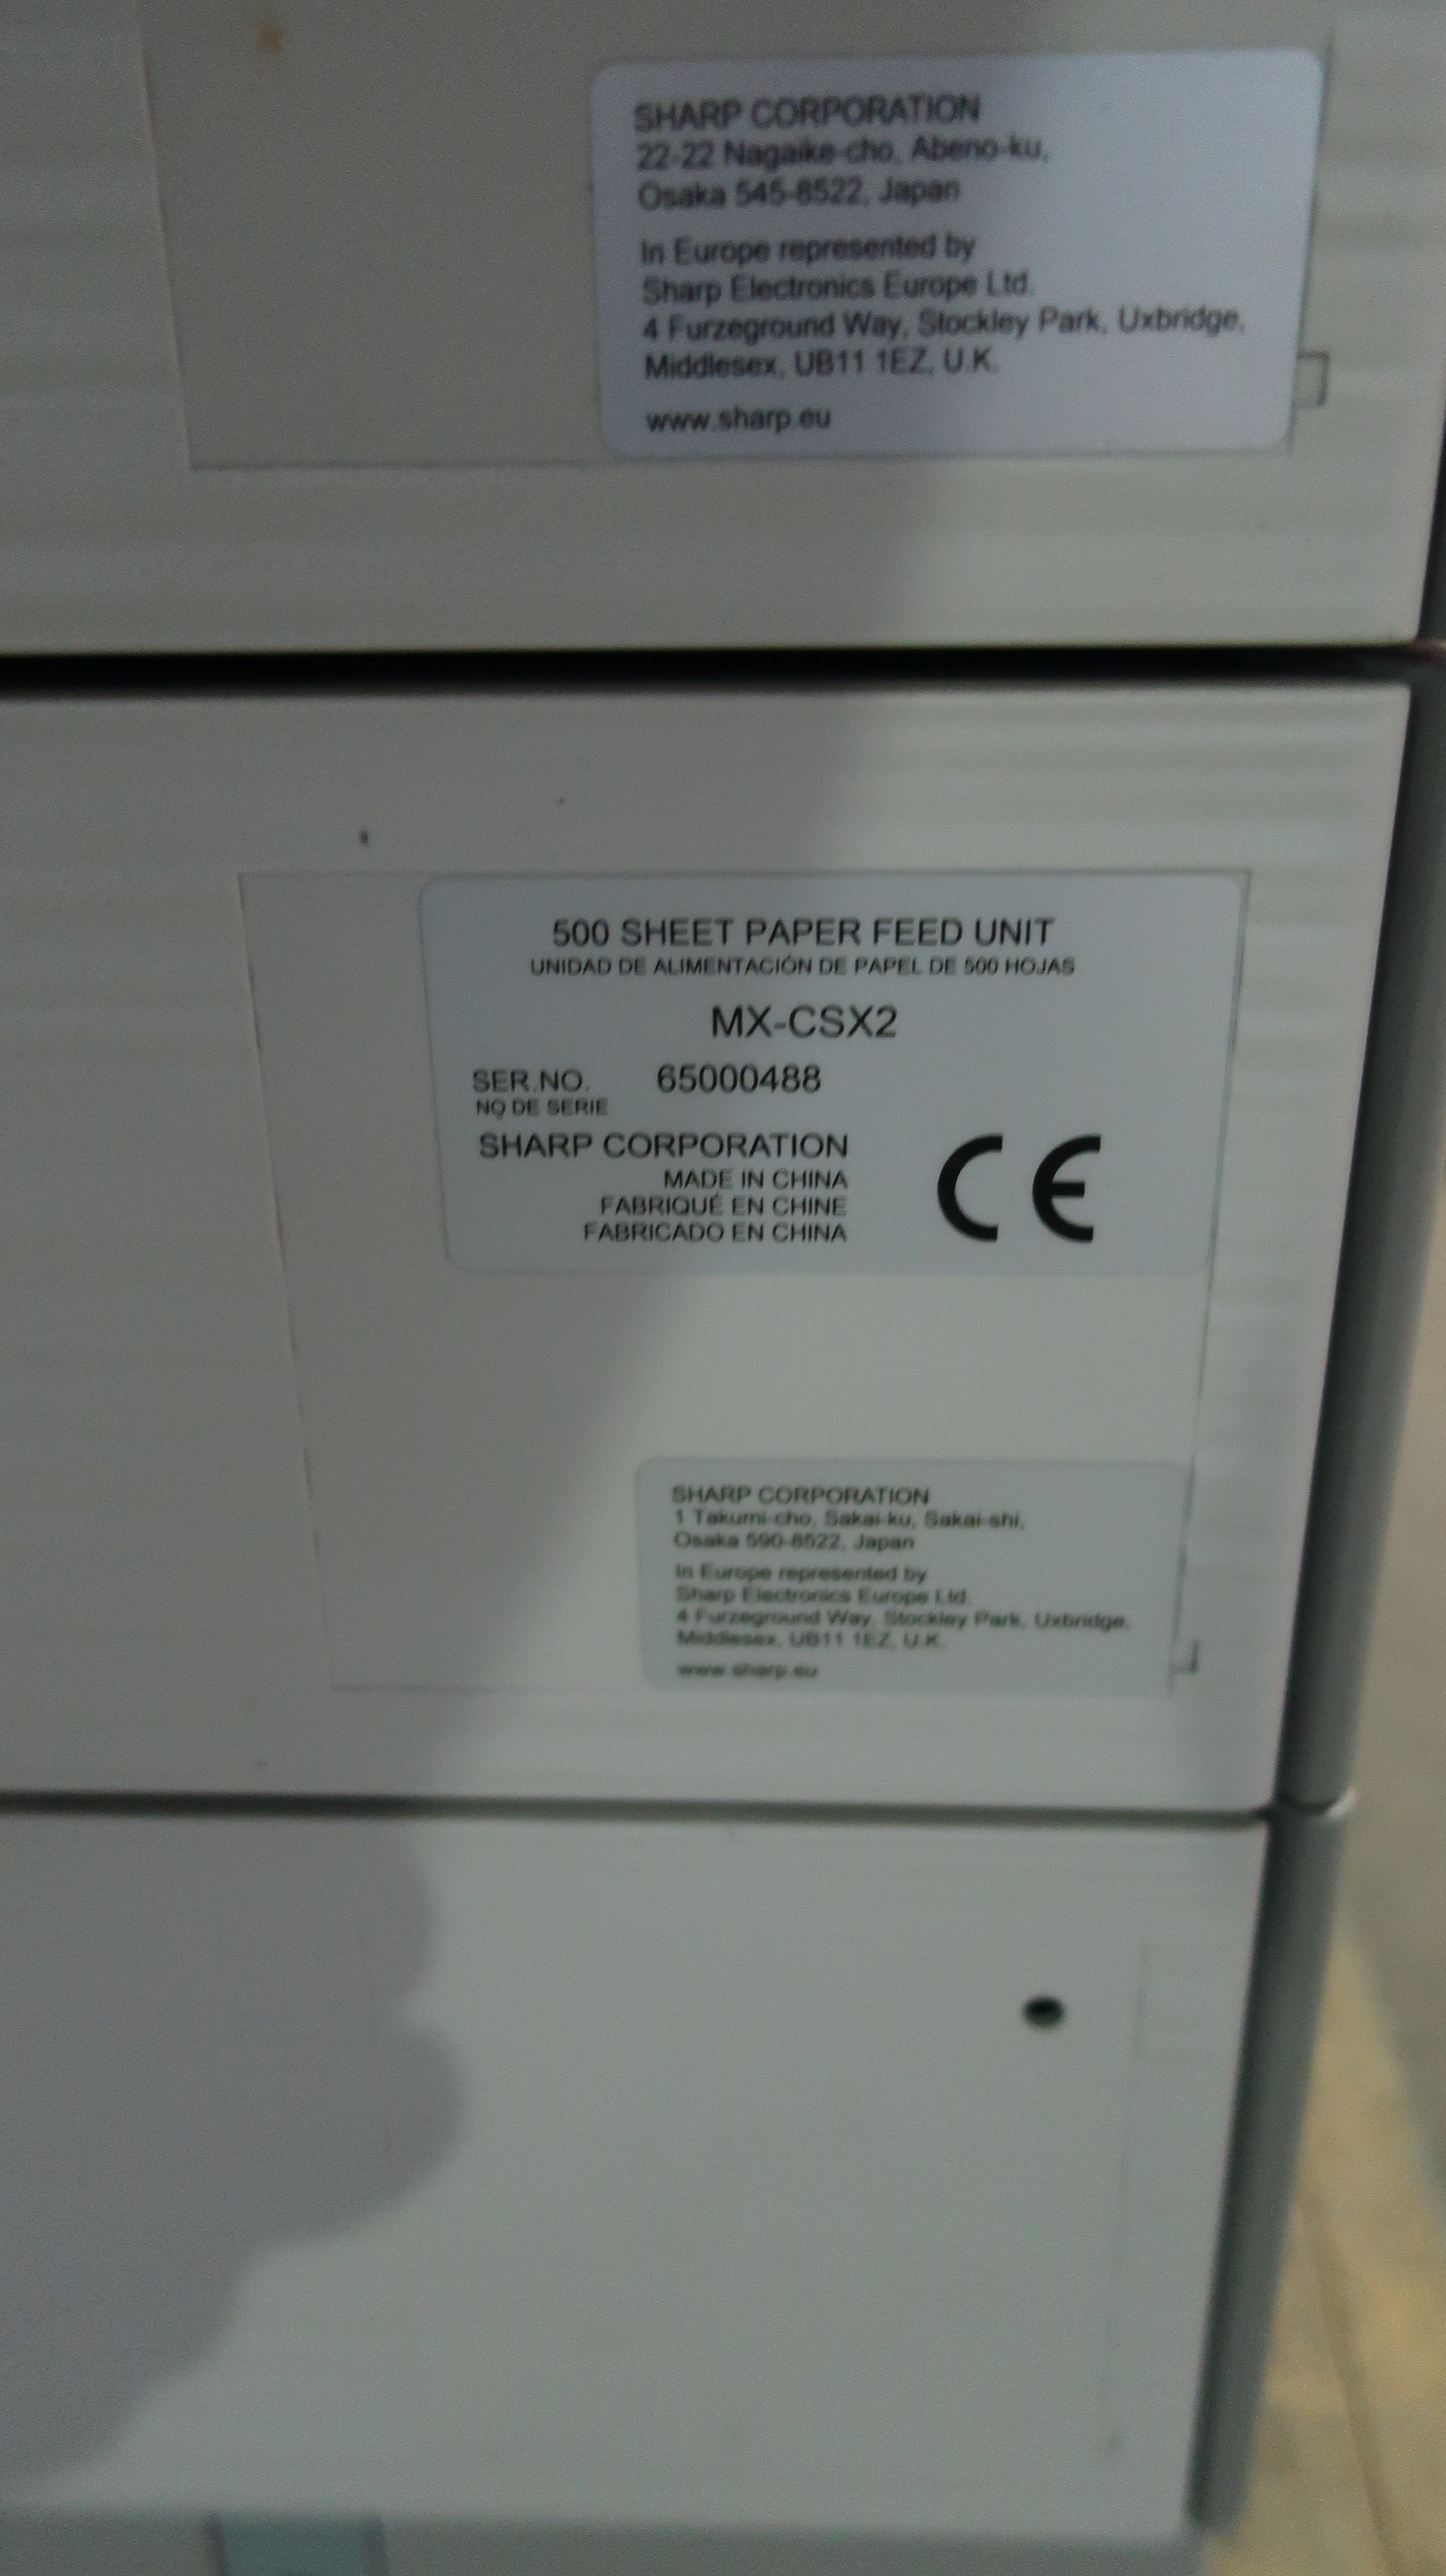 SHARP CORPORATION
22-22 Nagaike-cho, Abeno-ku,
Osaka 545-8522, Japan
In Europe represented by
Sharp Electronics Europe Ltd.
4 Furzeground Way, Stockley Park, Uxbridge,
Middlesex, UB11 1EZ, U.K.
www.sharp.eu
500 SHEET PAPER FEED UNIT
UNIDAD DE ALIMENTACIÓN DE PAPEL DE 500 HOJAS
MX-CSX2
SER.NO. 65000488
NO DE SERIE
SHARP CORPORATION
MADE IN CHINA
FABRIQUÉ EN CHINE
FABRICADO EN CHINA
CE
SHARP CORPORATION
1 Takumi-cho, Sakai-ku, Sakai-shi,
Osaka 590-8522, Japan
In Europe represented by
Sharp Electronics Europe Ltd.
4 Furzeground Way, Stockley Park, Uxbridge,
Middlesex, UB11 1EZ, U.K.
www.sharp.eu